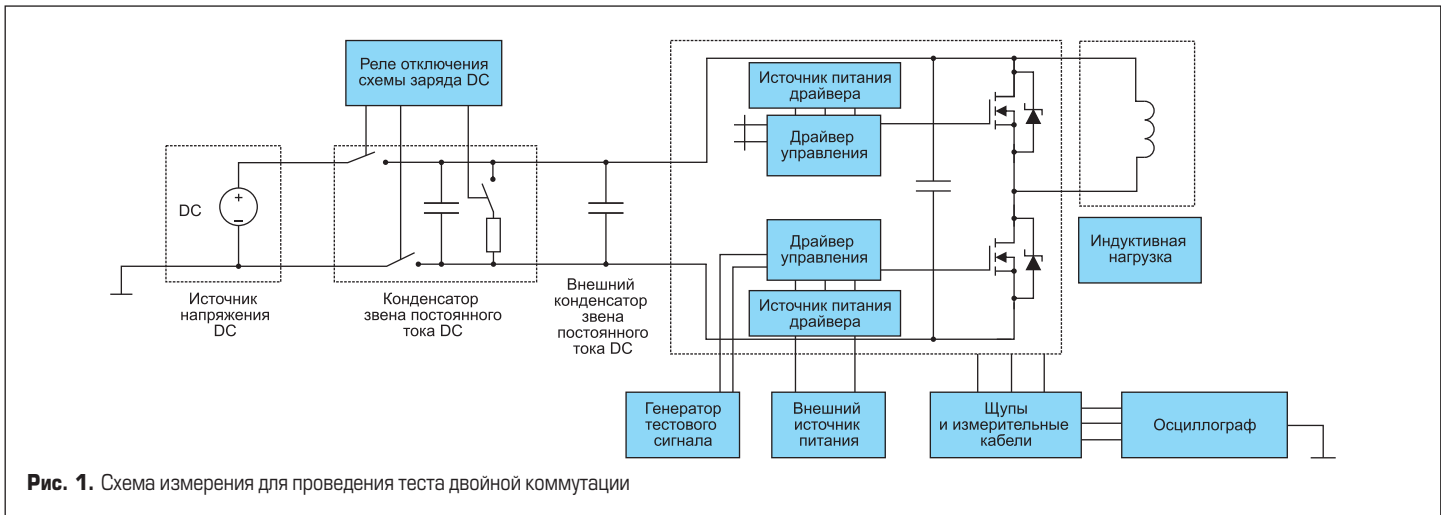 Реле отключения
схемы заряда DC
Источник питания
драйвера
Драйвер
управления
DC
+
–
Драйвер
управления
Источник питания
драйвера
Индуктивная
нагрузка
Источник
напряжения
DC
Конденсатор
звена постоянного
тока DC
Внешний
конденсатор
звена
постоянного
тока DC
Генератор
тестового
сигнала
Внешний
источник
питания
Щупы
и измерительные
кабели
Осциллограф
Рис. 1. Схема измерения для проведения теста двойной коммутации